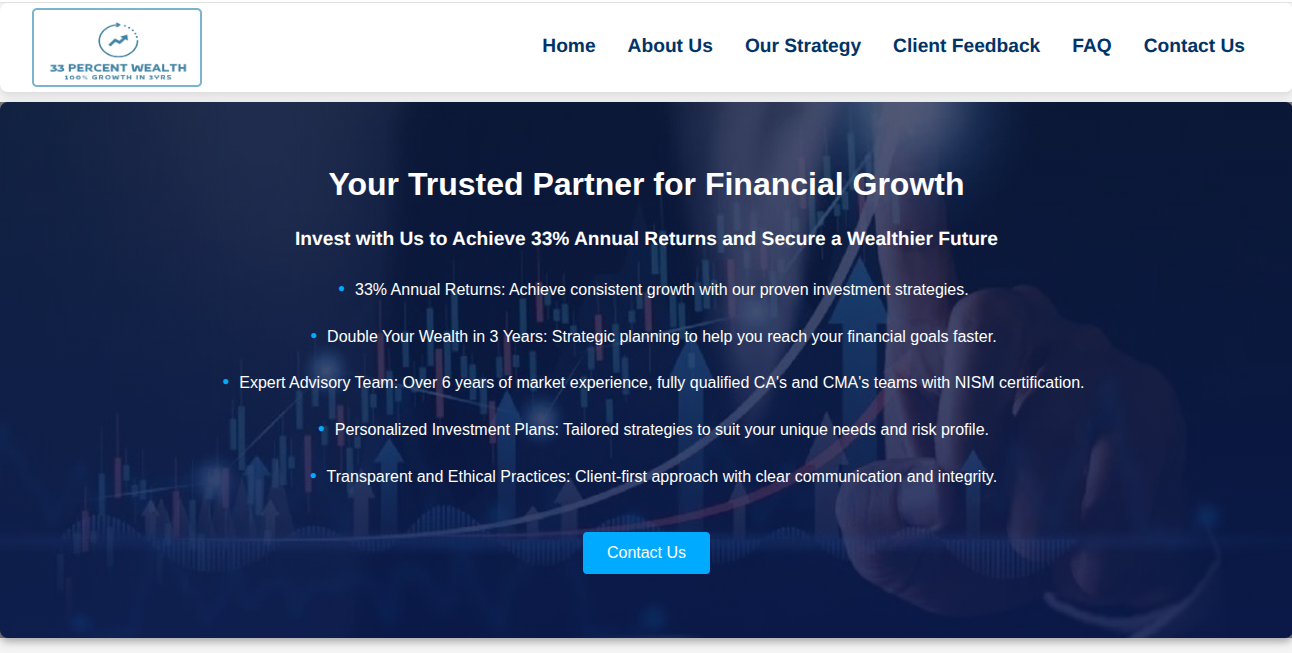 33 PERCENT WEALTH
100% GROWTH IN 3YRS
Home About Us Our Strategy Client Feedback FAQ Contact Us
Your Trusted Partner for Financial Growth
Invest with Us to Achieve 33% Annual Returns and Secure a Wealthier Future
• 33% Annual Returns: Achieve consistent growth with our proven investment strategies.
• Double Your Wealth in 3 Years: Strategic planning to help you reach your financial goals faster.
• Expert Advisory Team: Over 6 years of market experience, fully qualified CA's and CMA's teams with NISM certification.
• Personalized Investment Plans: Tailored strategies to suit your unique needs and risk profile.
• Transparent and Ethical Practices: Client-first approach with clear communication and integrity.
Contact Us